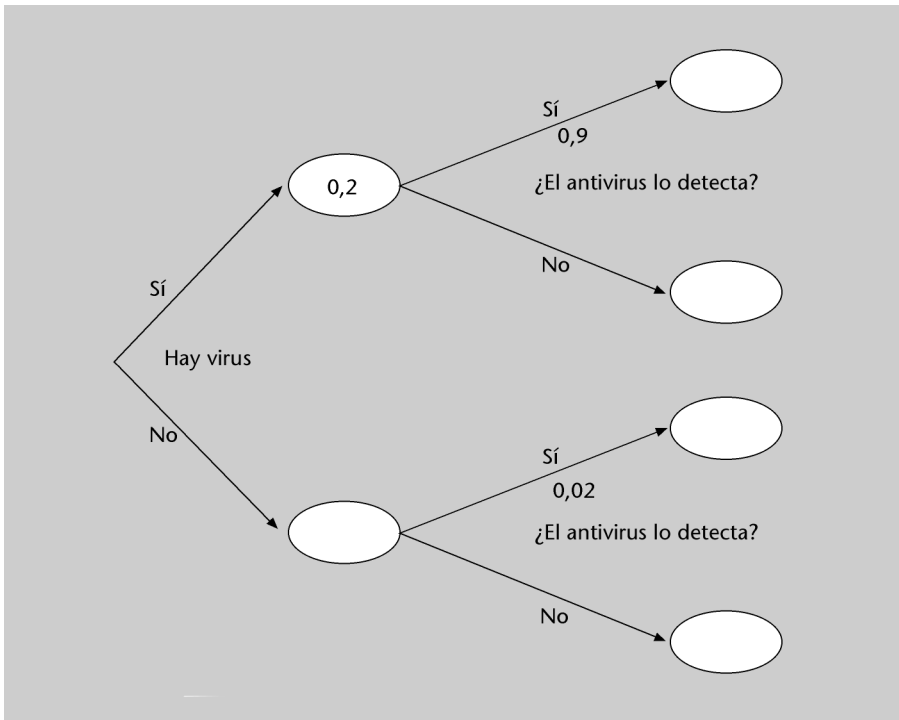 Sí
0,9
¿El antivirus lo detecta?
0,2
No
Sí
Hay virus
No
Sí
0,02
¿El antivirus lo detecta?
No